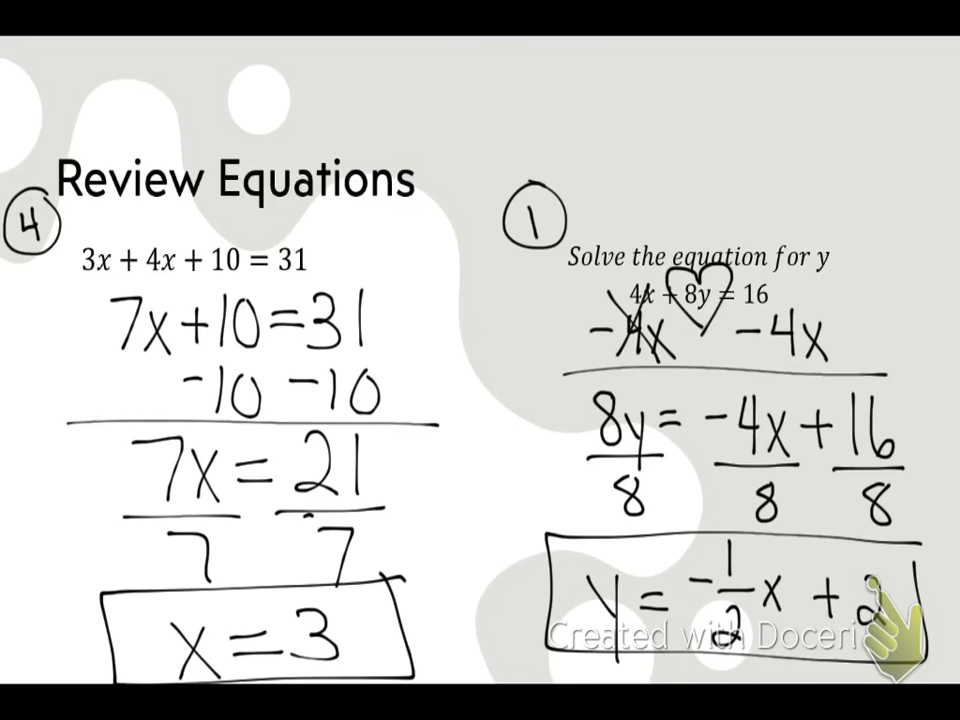 Review Equations
④
3x + 4x + 10 = 31
7x+10=31
-10 -10
7x = 21
7 7
x = 3
①
Solve the equation for y
4x + 8y = 16
-4x -4x
8y = -4x + 16
8 8 8
y = -1/2 x + 2
Created with Doceri